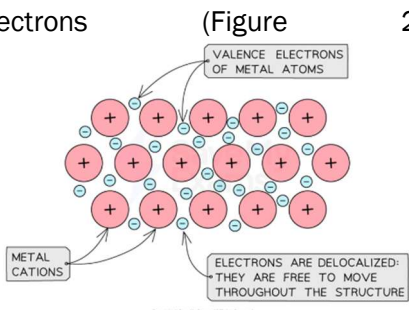 ectrons (Figure 2
VALENCE ELECTRONS
OF METAL ATOMS
+ + + + +
+ + + + + +
+ + + + +
METAL
CATIONS
ELECTRONS ARE DELOCALIZED:
THEY ARE FREE TO MOVE
THROUGHOUT THE STRUCTURE